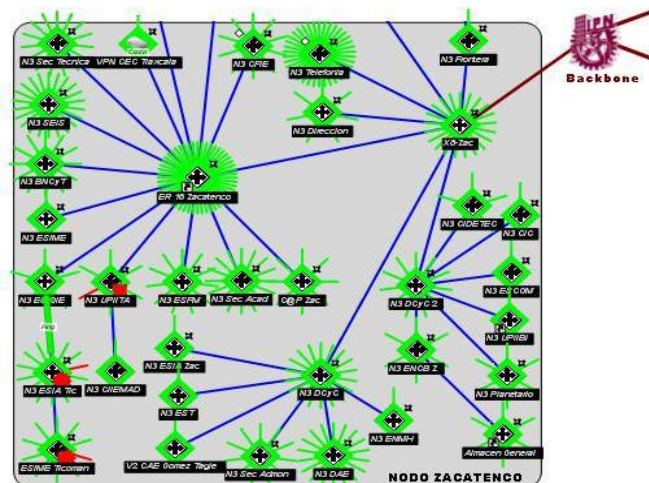 IPN
Backbone
N3 Sec Tecnica
VPN CEC Tlaxcala
N3 CFIE
N3 Telefonia
N3 Frontera
N3 SEIS
N3 Direccion
X8-Zac
N3 BNCyT
ER 16 Zacatenco
N3 CIDETEC
N3 CIC
N3 ESIME
N3 UPIITA
N3 ESFM
N3 Sec Acad
Zac
N3 DCyC 2
N3 ESCOM
Ping
N3 UPIIBI
N3 ESIA Zac
N3 ESIA Tic
N3 CIIEMAD
N3 EST
N3 DCyC
N3 ENCB Z
N3 Planetario
N3 ENMH
Almacen General
ESIME Ticoman
V2 CAE Gomez Tagle
N3 Sec Admon
N3 DAE
NODO ZACATENCO